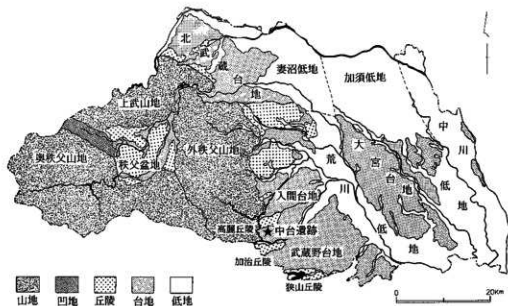 北武蔵台地
妻沼低地
加須低地
上武山地
中川低地
奥秩父山地
秩父盆地
外秩父山地
大宮台地
荒川低地
入間台地
高麗丘陵
★中台遺跡
加治丘陵
武蔵野台地
狭山丘陵
山地
凹地
丘陵
台地
低地
0
20Km